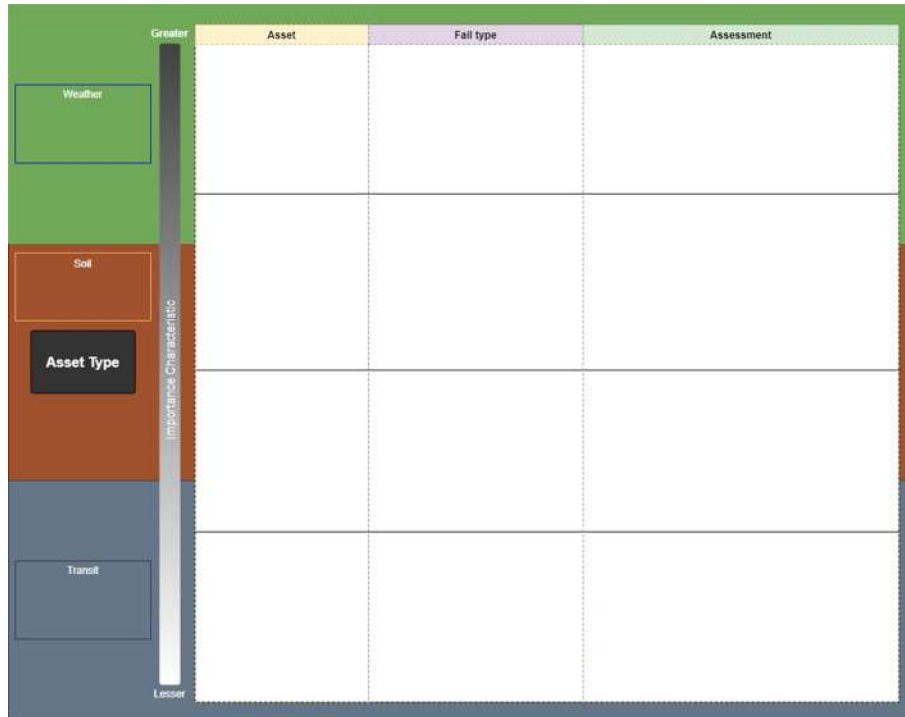 Greater
Asset
Fail type
Assessment
Weather
Soil
Asset Type
Importance Characteristic
Transit
Lesser